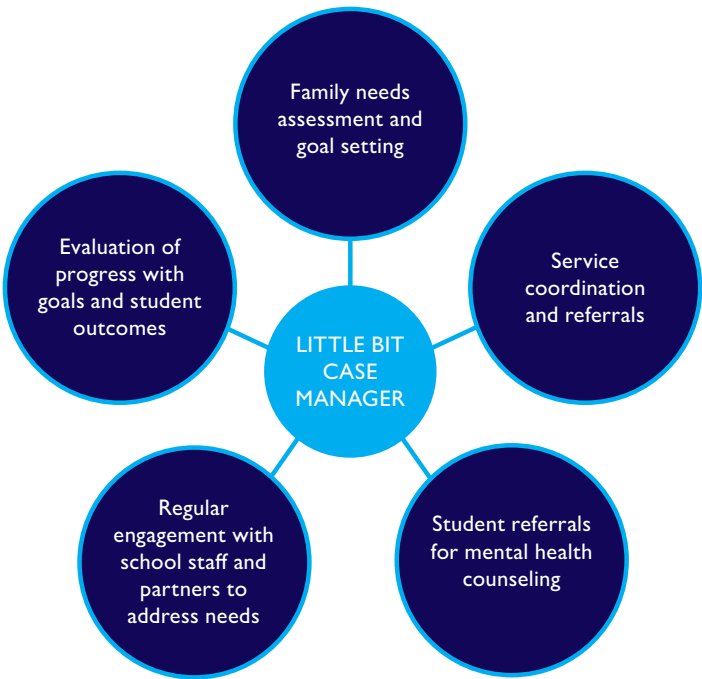 Family needs
assessment and
goal setting
Service
coordination
and referrals
Student referrals
for mental health
counseling
Regular
engagement with
school staff and
partners to
address needs
Evaluation of
progress with
goals and student
outcomes
LITTLE BIT
CASE
MANAGER